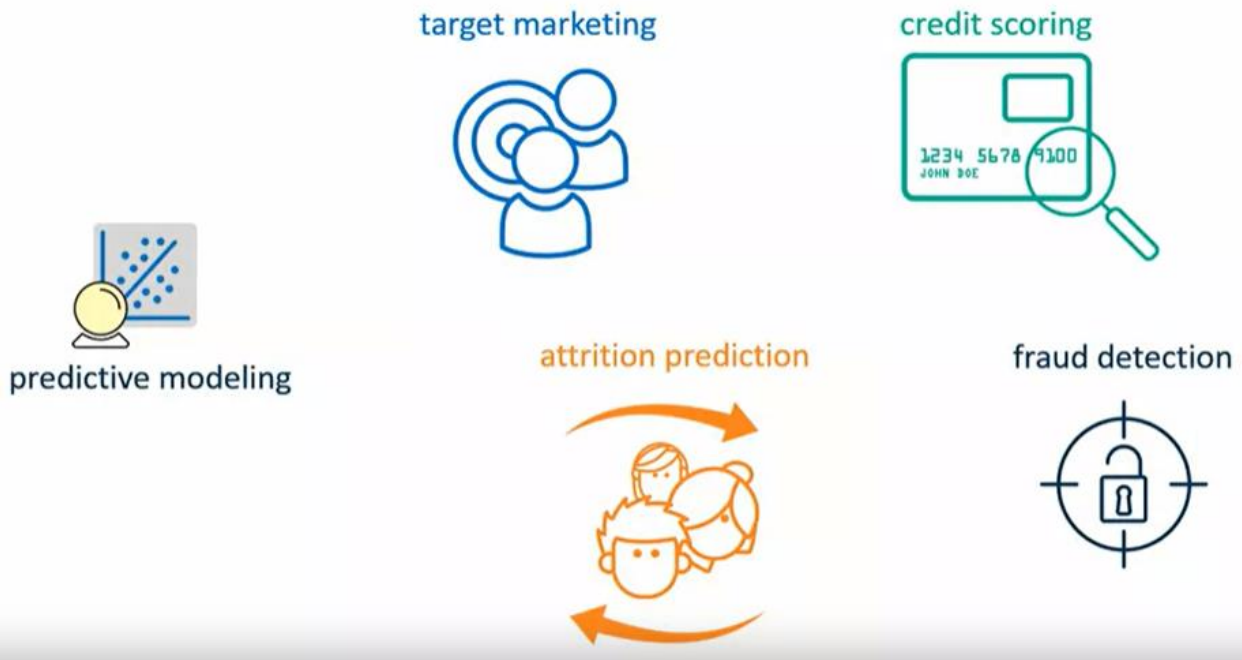 target marketing
credit scoring
1234 5678 9100
JOHN DOE
predictive modeling
attrition prediction
fraud detection